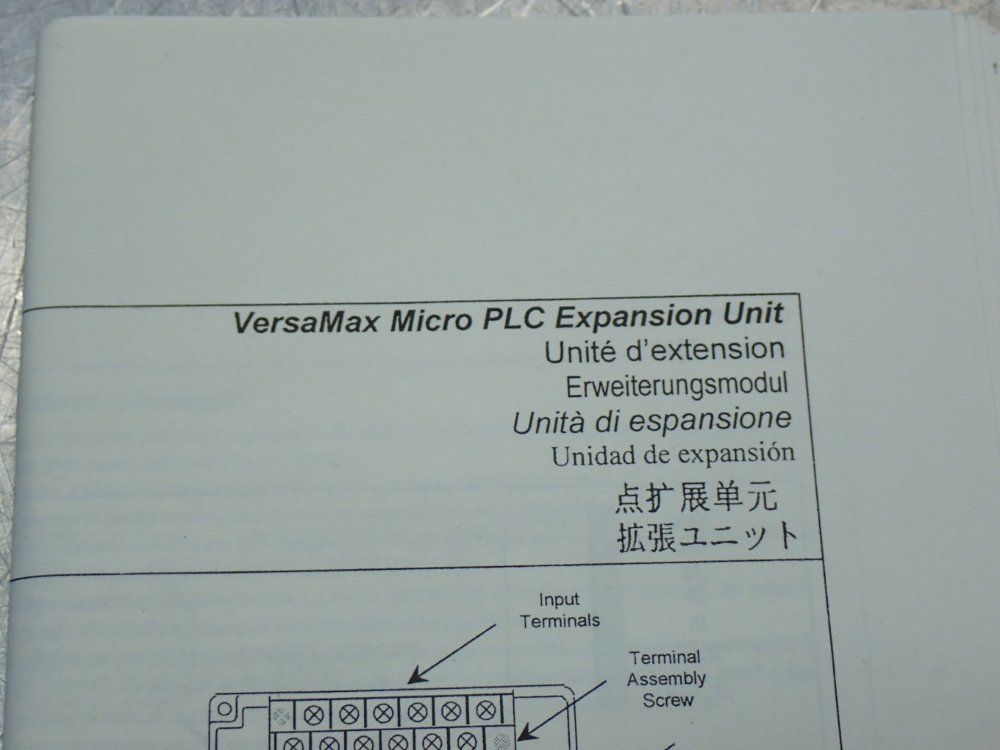 VersaMax Micro PLC Expansion Unit
Unité d'extension
Erweiterungsmodul
Unità di espansione
Unidad de expansión
点扩展单元
拡張ユニット
Input
Terminals
Terminal
Assembly
Screw